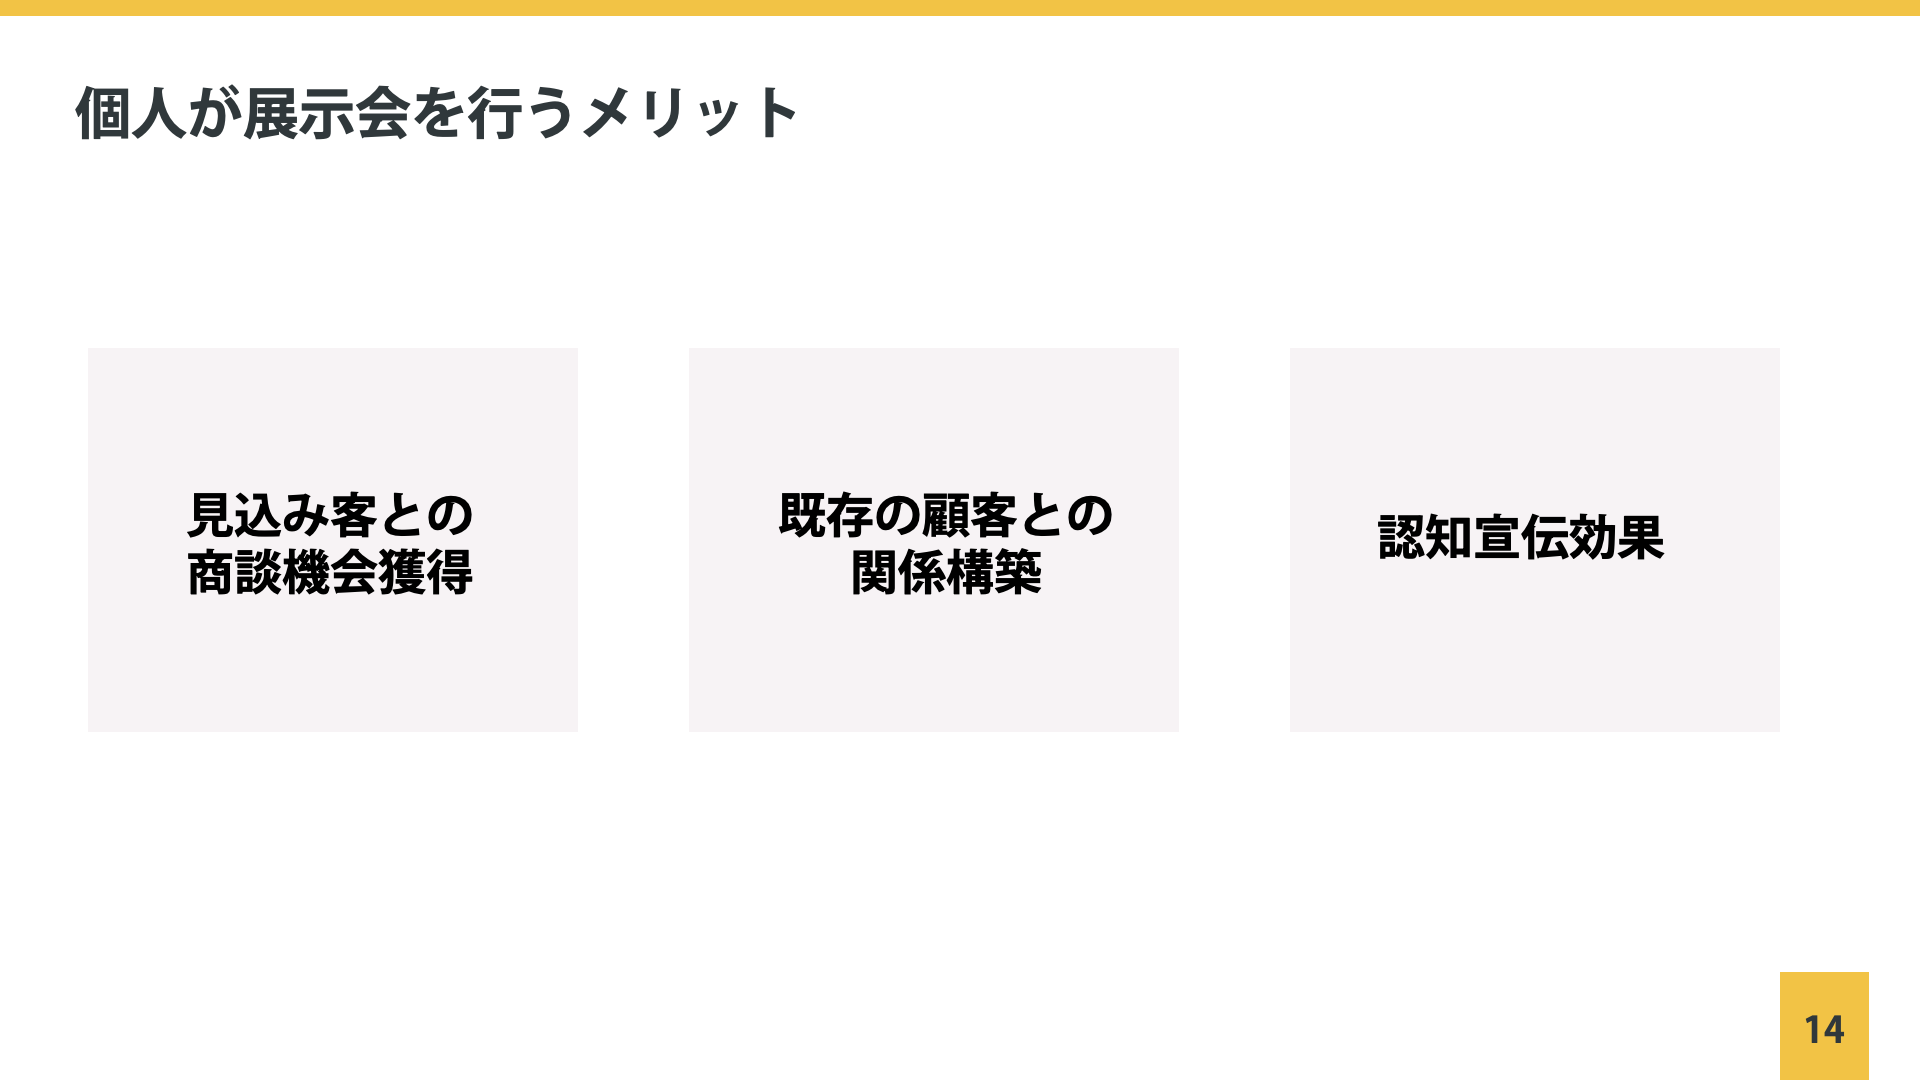 個人が展示会を行うメリット
見込み客との
商談機会獲得
既存の顧客との
関係構築
認知宣伝効果
14